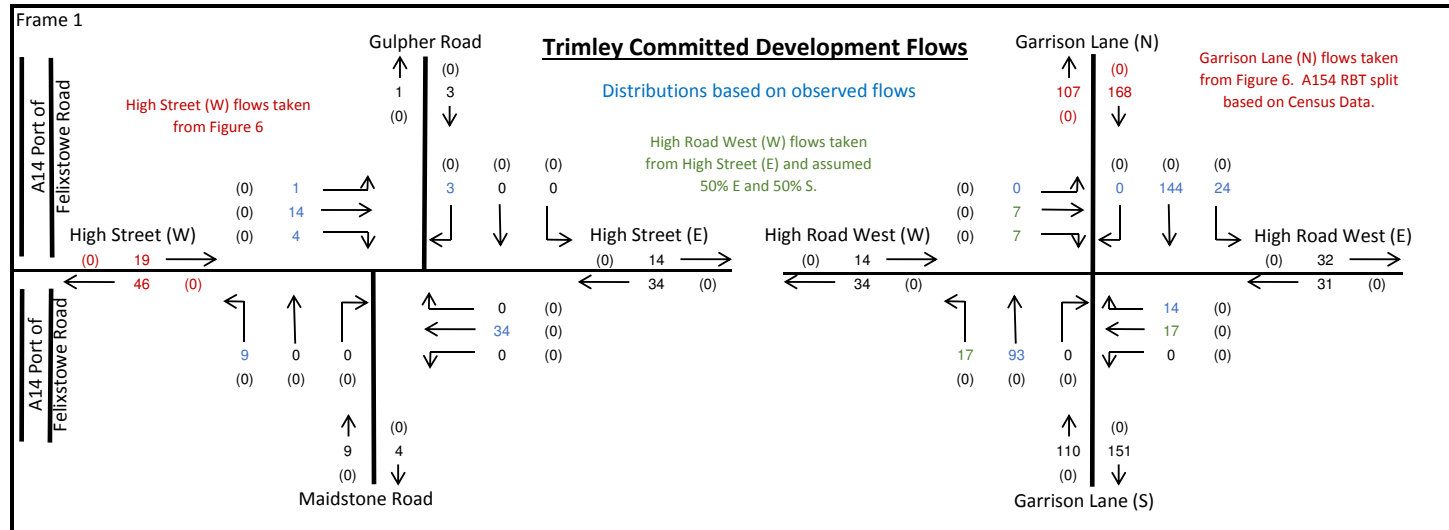 Frame 1
Gulpher Road
Trimley Committed Development Flows
Garrison Lane (N)
(0)
(0)
1 3
Distributions based on observed flows
107 168
Garrison Lane (N) flows taken
from Figure 6. A154 RBT split
based on Census Data.
(0)
(0)
High Street (W) flows taken
from Figure 6
High Road West (W) flows taken
from High Street (E) and assumed
50% E and 50% S.
A14 Port of
Felixstowe Road
(0) (0) (0)
(0) (0) (0)
(0) 1
3 0 0
(0) 0
0 144 24
(0) 14
(0) 7
(0) 4
(0) 7
High Street (W)
High Street (E)
High Road West (W)
High Road West (E)
(0) 19
(0) 14
(0) 14
(0) 32
46 (0)
34 (0)
34 (0)
31 (0)
A14 Port of
Felixstowe Road
0 (0)
14 (0)
34 (0)
17 (0)
9 0 0
0 (0)
17 93 0
0 (0)
(0) (0) (0)
(0) (0) (0)
(0)
(0)
9 4
110 151
(0)
(0)
Maidstone Road
Garrison Lane (S)